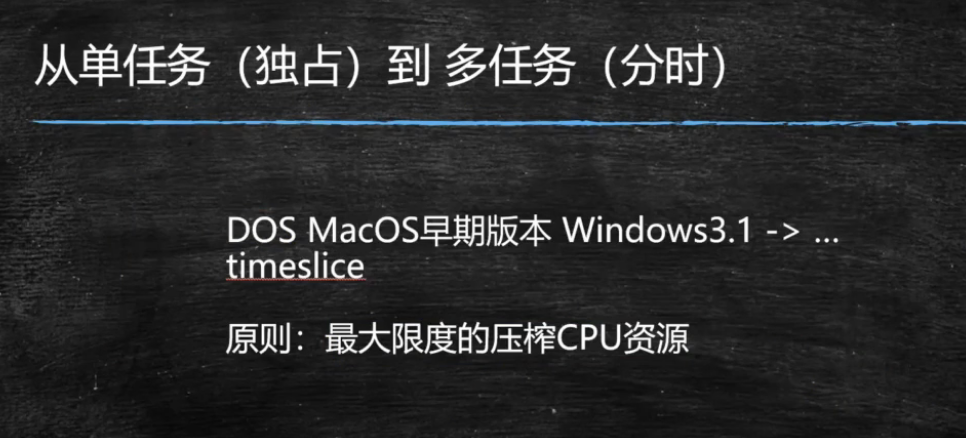 从单任务（独占）到 多任务（分时）
DOS MacOS早期版本 Windows3.1 -> ...
timeslice
原则：最大限度的压榨CPU资源